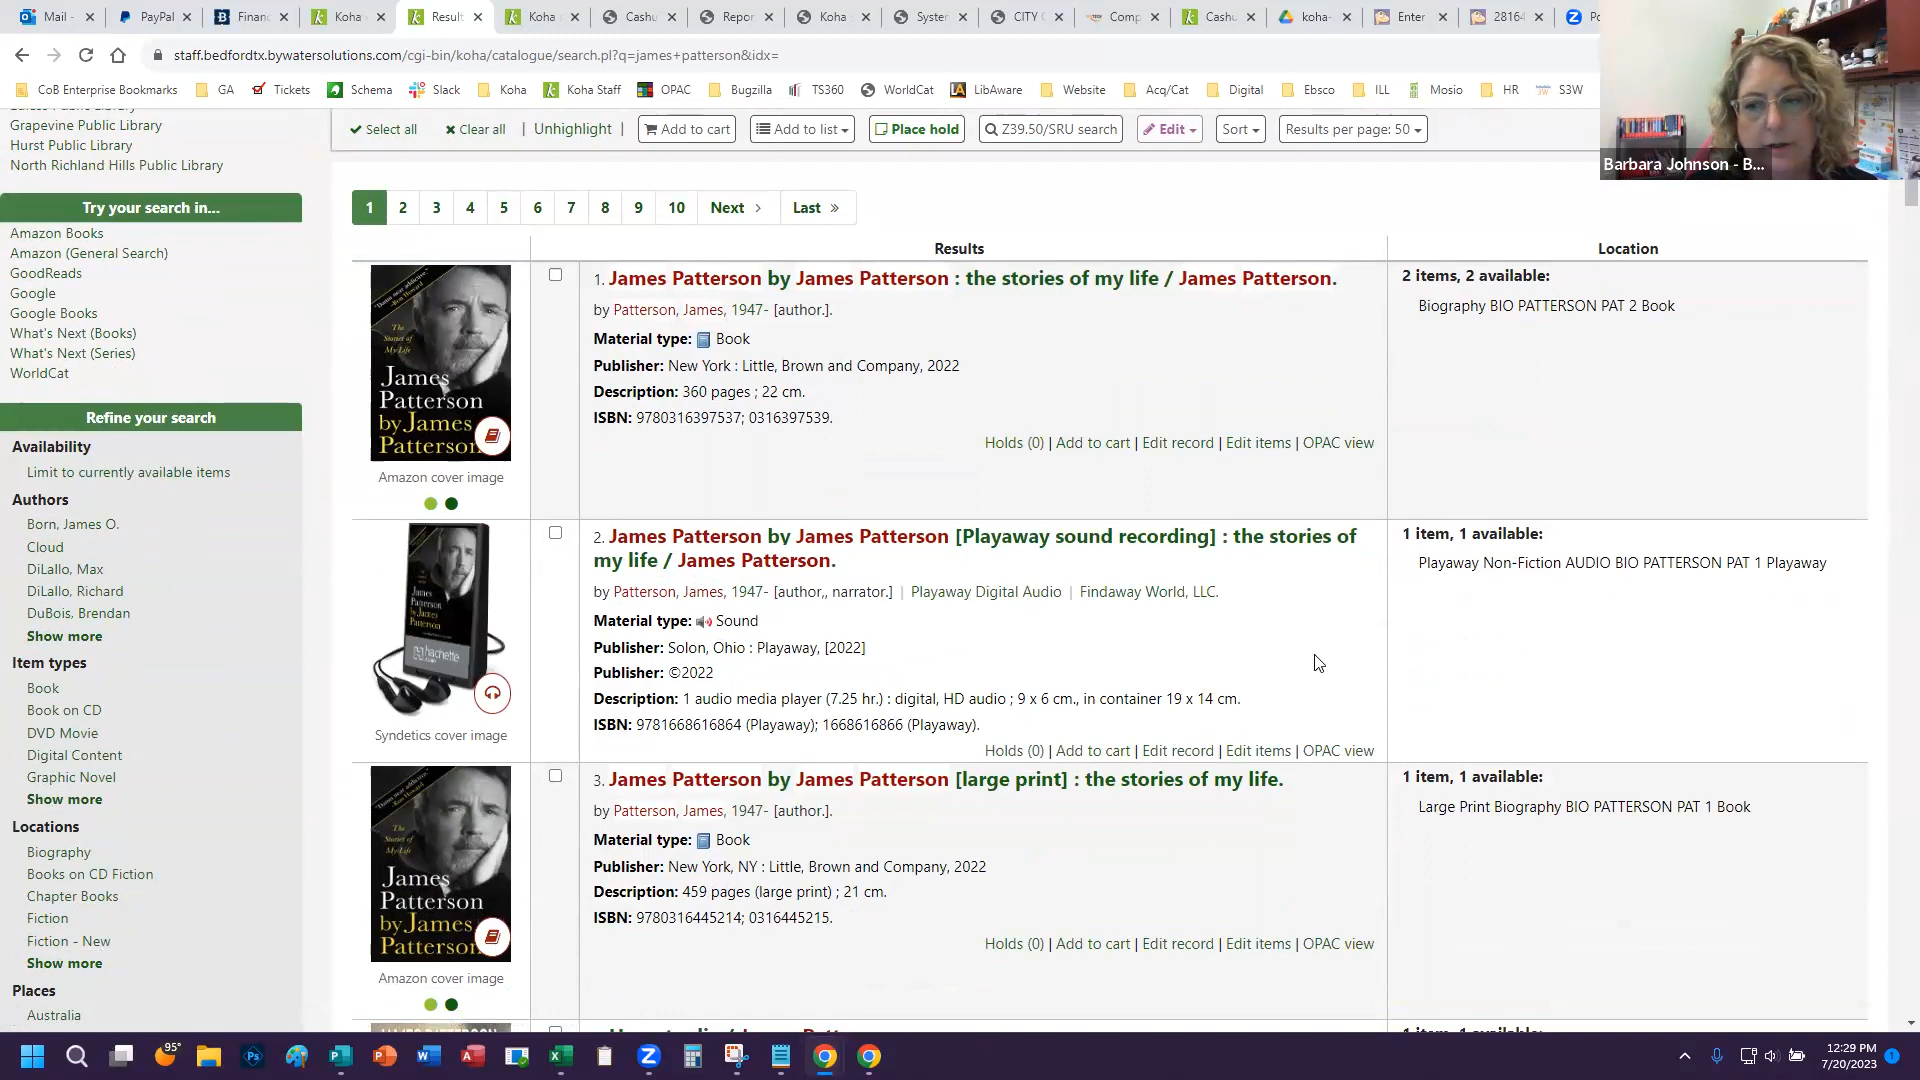 Mail -
PayPal
Financ
Koha
Result
Koha
Cashu
Repor
Koha
System
CITY
Comp
Cashu
koha-
Enter
2816
staff.bedfordtx.bywatersolutions.com/cgi-bin/koha/catalogue/search.pl?q=james+patterson&idx=
CoB Enterprise Bookmarks GA Tickets Schema Slack Koha Koha Staff OPAC Bugzilla TS360 WorldCat LibAware Website Acq/Cat Digital Ebsco ILL Mosio HR S3W
Barbara Johnson - B...
Grapevine Public Library
Hurst Public Library
North Richland Hills Public Library
Try your search in...
Amazon Books
Amazon (General Search)
GoodReads
Google
Google Books
What's Next (Books)
What's Next (Series)
WorldCat
Refine your search
Availability
Limit to currently available items
Authors
Born, James O.
Cloud
DiLallo, Max
DiLallo, Richard
DuBois, Brendan
Show more
Item types
Book
Book on CD
DVD Movie
Digital Content
Graphic Novel
Show more
Locations
Biography
Books on CD Fiction
Chapter Books
Fiction
Fiction - New
Show more
Places
Australia
Select all Clear all | Unhighlight | Add to cart Add to list Place hold Z39.50/SRU search Edit Sort Results per page: 50
1 2 3 4 5 6 7 8 9 10 Next Last
Results
Location
James
Patterson
by James
Patterson
The
Stories of
My Life
Amazon cover image
1. James Patterson by James Patterson : the stories of my life / James Patterson.
by Patterson, James, 1947- [author.].
Material type: Book
Publisher: New York : Little, Brown and Company, 2022
Description: 360 pages ; 22 cm.
ISBN: 9780316397537; 0316397539.
Holds (0) | Add to cart | Edit record | Edit items | OPAC view
2 items, 2 available:
Biography BIO PATTERSON PAT 2 Book
hachette
Syndetics cover image
2. James Patterson by James Patterson [Playaway sound recording] : the stories of
my life / James Patterson.
by Patterson, James, 1947- [author,, narrator.] | Playaway Digital Audio | Findaway World, LLC.
Material type: Sound
Publisher: Solon, Ohio : Playaway, [2022]
Publisher: ©2022
Description: 1 audio media player (7.25 hr.) : digital, HD audio ; 9 x 6 cm., in container 19 x 14 cm.
ISBN: 9781668616864 (Playaway); 1668616866 (Playaway).
Holds (0) | Add to cart | Edit record | Edit items | OPAC view
1 item, 1 available:
Playaway Non-Fiction AUDIO BIO PATTERSON PAT 1 Playaway
The
Stories of
My Life
James
Patterson
by James
Patterson
Amazon cover image
3. James Patterson by James Patterson [large print] : the stories of my life.
by Patterson, James, 1947- [author.].
Material type: Book
Publisher: New York, NY : Little, Brown and Company, 2022
Description: 459 pages (large print) ; 21 cm.
ISBN: 9780316445214; 0316445215.
Holds (0) | Add to cart | Edit record | Edit items | OPAC view
1 item, 1 available:
Large Print Biography BIO PATTERSON PAT 1 Book
95°
12:29 PM
7/20/2023